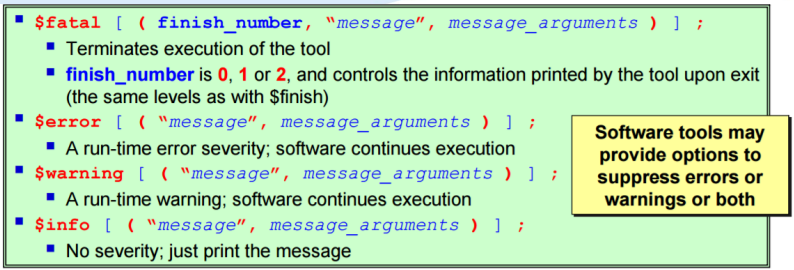 ▪ $fatal [ ( finish_number, “message”, message_arguments ) ] ;
▪ Terminates execution of the tool
▪ finish_number is 0, 1 or 2, and controls the information printed by the tool upon exit
(the same levels as with $finish)
▪ $error [ ( “message”, message_arguments ) ] ;
▪ A run-time error severity; software continues execution
▪ $warning [ ( “message”, message_arguments ) ] ;
▪ A run-time warning; software continues execution
▪ $info [ ( “message”, message_arguments ) ] ;
▪ No severity; just print the message
Software tools may
provide options to
suppress errors or
warnings or both